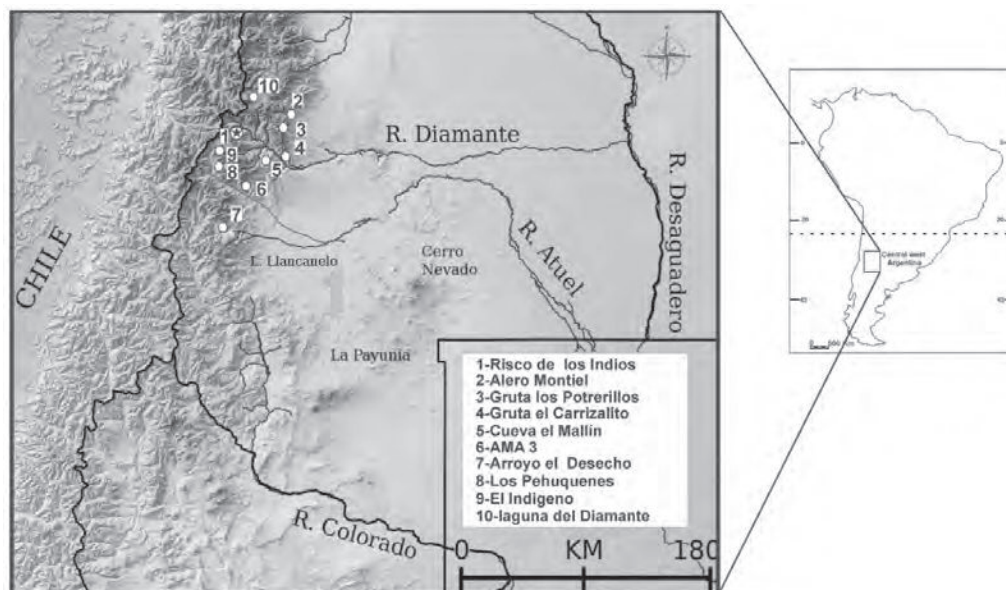 10
2
1
3
R. Diamante
9
4
8
5
6
7
R. Desaguadero
CHILE
L. Llancanelo
Cerro
Nevado
R. Atuel
La Payunia
R. Colorado
1-Risco de los Indios
2-Alero Montiel
3-Gruta los Potrerillos
4-Gruta el Carrizalito
5-Cueva el Mallín
6-AMA 3
7-Arroyo el Desecho
8-Los Pehuquenes
9-El Indigeno
10-laguna del Diamante
0 KM 180
Central west
Argentina